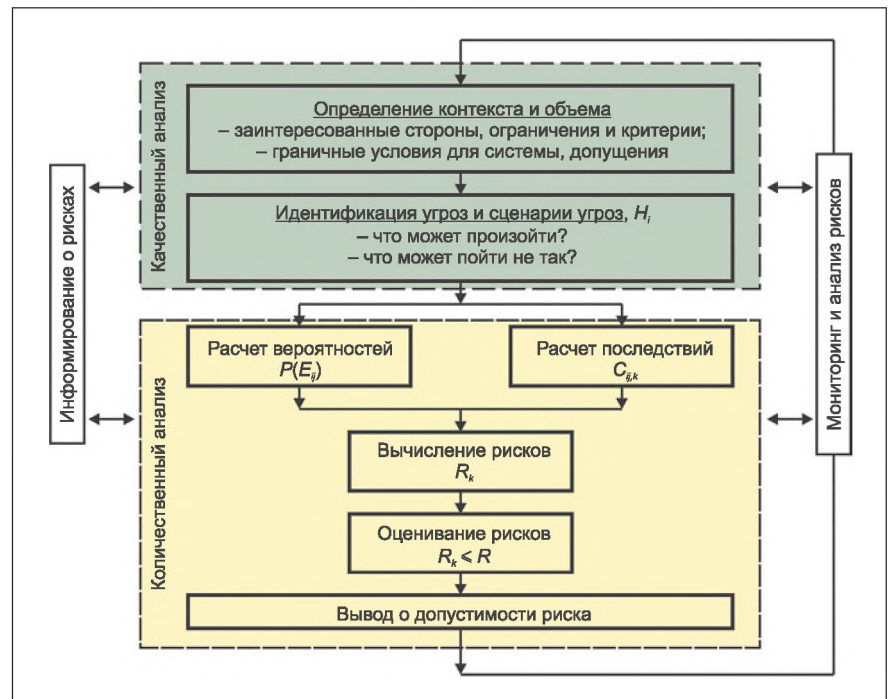 Информирование о рисках
Качественный анализ
Определение контекста и объема
– заинтересованные стороны, ограничения и критерии;
– граничные условия для системы, допущения
Идентификация угроз и сценарии угроз, Hi
– что может произойти?
– что может пойти не так?
Количественный анализ
Расчет вероятностей
P(Eij)
Расчет последствий
Cij,k
Вычисление рисков
Rk
Оценивание рисков
Rk ⩽ R
Вывод о допустимости риска
Мониторинг и анализ рисков